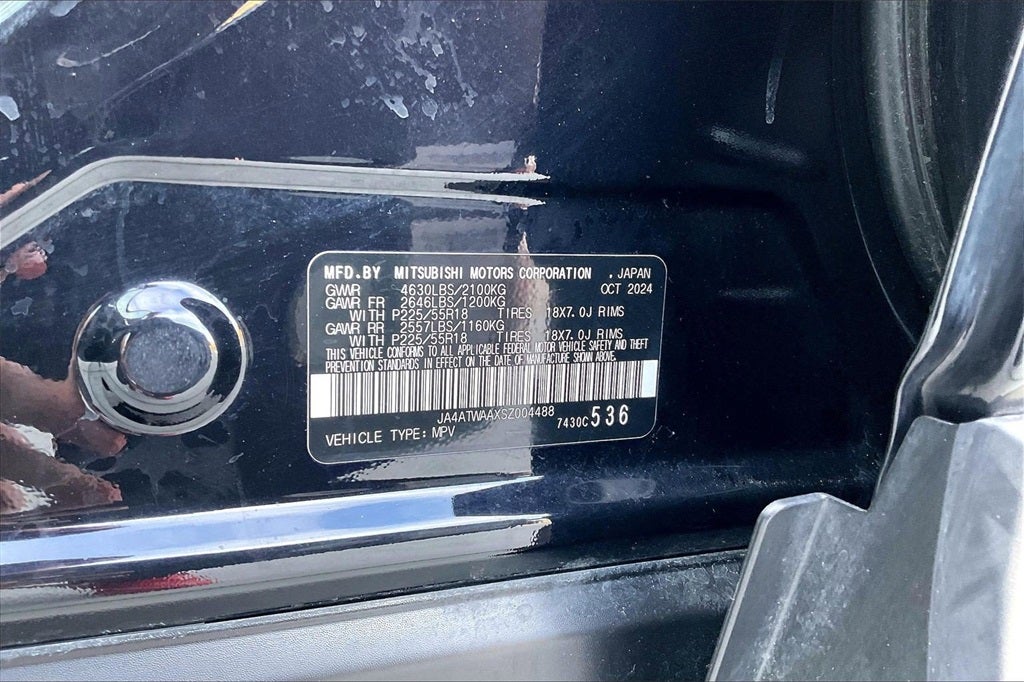 MFD.BY MITSUBISHI MOTORS CORPORATION . JAPAN
GVWR 4630LBS/2100KG OCT 2024
GAWR FR 2646LBS/1200KG
WITH P225/55R18 TIRES 18X7.0J RIMS
GAWR RR 2557LBS/1160KG
WITH P225/55R18 TIRES 18X7.0J RIMS
THIS VEHICLE CONFORMS TO ALL APPLICABLE FEDERAL MOTOR VEHICLE SAFETY AND THEFT
PREVENTION STANDARDS IN EFFECT ON THE DATE OF MANUFACTURE SHOWN ABOVE.
JA4ATWAAXSZ004488
7430C536
VEHICLE TYPE: MPV